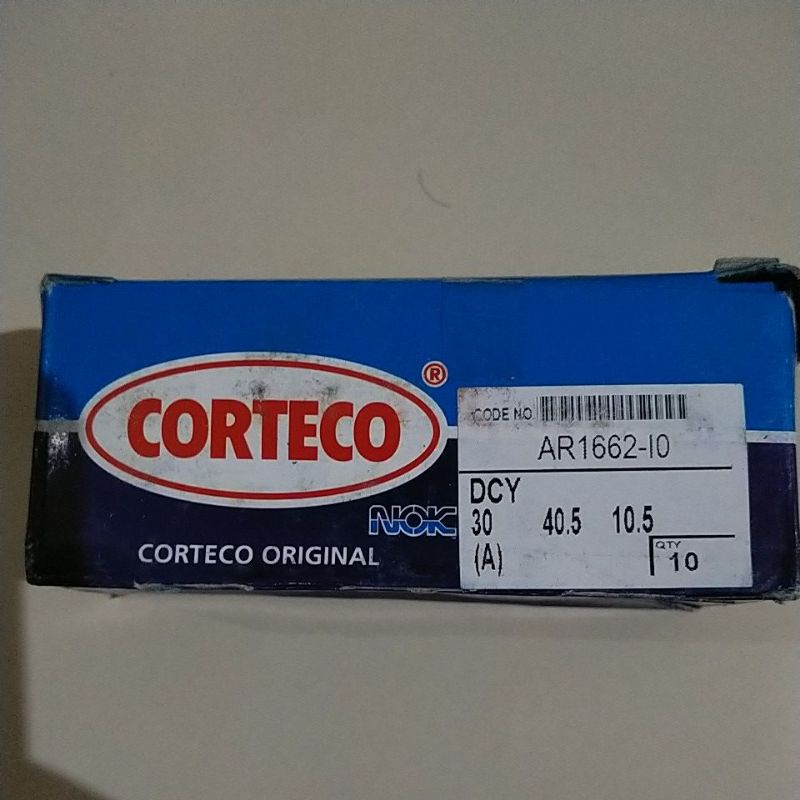 CORTECO®
NOK
CORTECO ORIGINAL
CODE NO
AR1662-I0
DCY
30 40.5 10.5
(A)
QTY
10